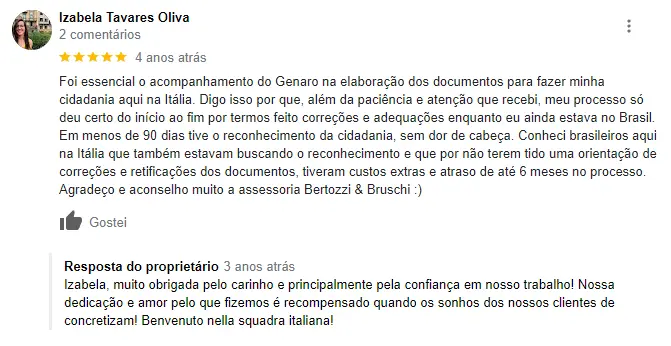 Izabela Tavares Oliva
2 comentários
4 anos atrás
Foi essencial o acompanhamento do Genaro na elaboração dos documentos para fazer minha
cidadania aqui na Itália. Digo isso por que, além da paciência e atenção que recebi, meu processo só
deu certo do início ao fim por termos feito correções e adequações enquanto eu ainda estava no Brasil.
Em menos de 90 dias tive o reconhecimento da cidadania, sem dor de cabeça. Conheci brasileiros aqui
na Itália que também estavam buscando o reconhecimento e que por não terem tido uma orientação de
correções e retificações dos documentos, tiveram custos extras e atraso de até 6 meses no processo.
Agradeço e aconselho muito a assessoria Bertozzi & Bruschi :)
Gostei
Resposta do proprietário 3 anos atrás
Izabela, muito obrigada pelo carinho e principalmente pela confiança em nosso trabalho! Nossa
dedicação e amor pelo que fizemos é recompensado quando os sonhos dos nossos clientes de
concretizam! Benvenuto nella squadra italiana!